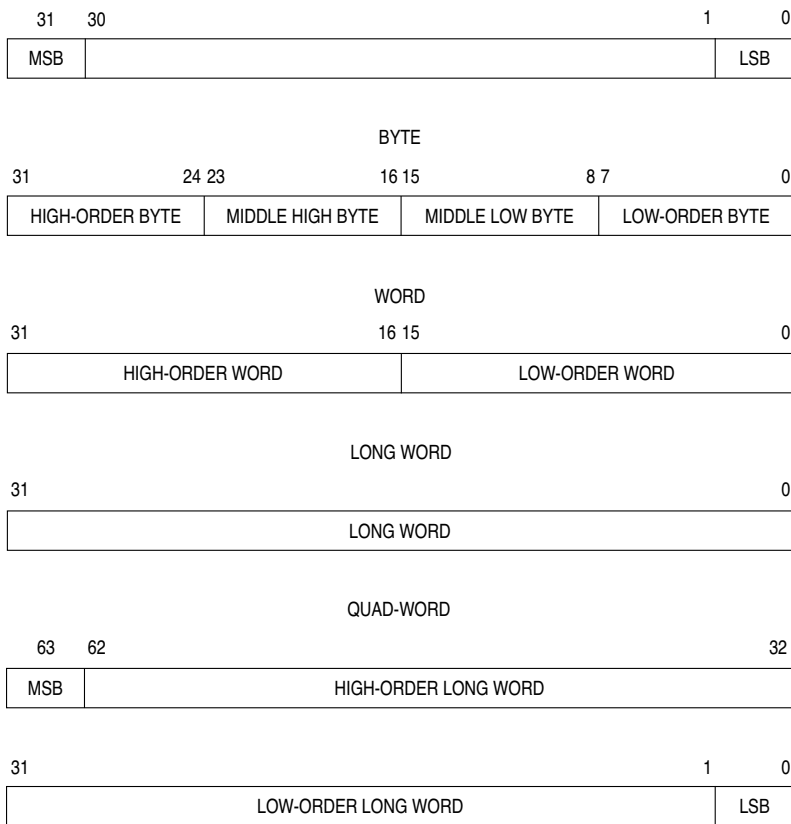 31 30 1 0
MSB LSB
BYTE
31 24 23 16 15 8 7 0
HIGH-ORDER BYTE MIDDLE HIGH BYTE MIDDLE LOW BYTE LOW-ORDER BYTE
WORD
31 16 15 0
HIGH-ORDER WORD LOW-ORDER WORD
LONG WORD
31 0
LONG WORD
QUAD-WORD
63 62 32
MSB HIGH-ORDER LONG WORD
31 1 0
LOW-ORDER LONG WORD LSB